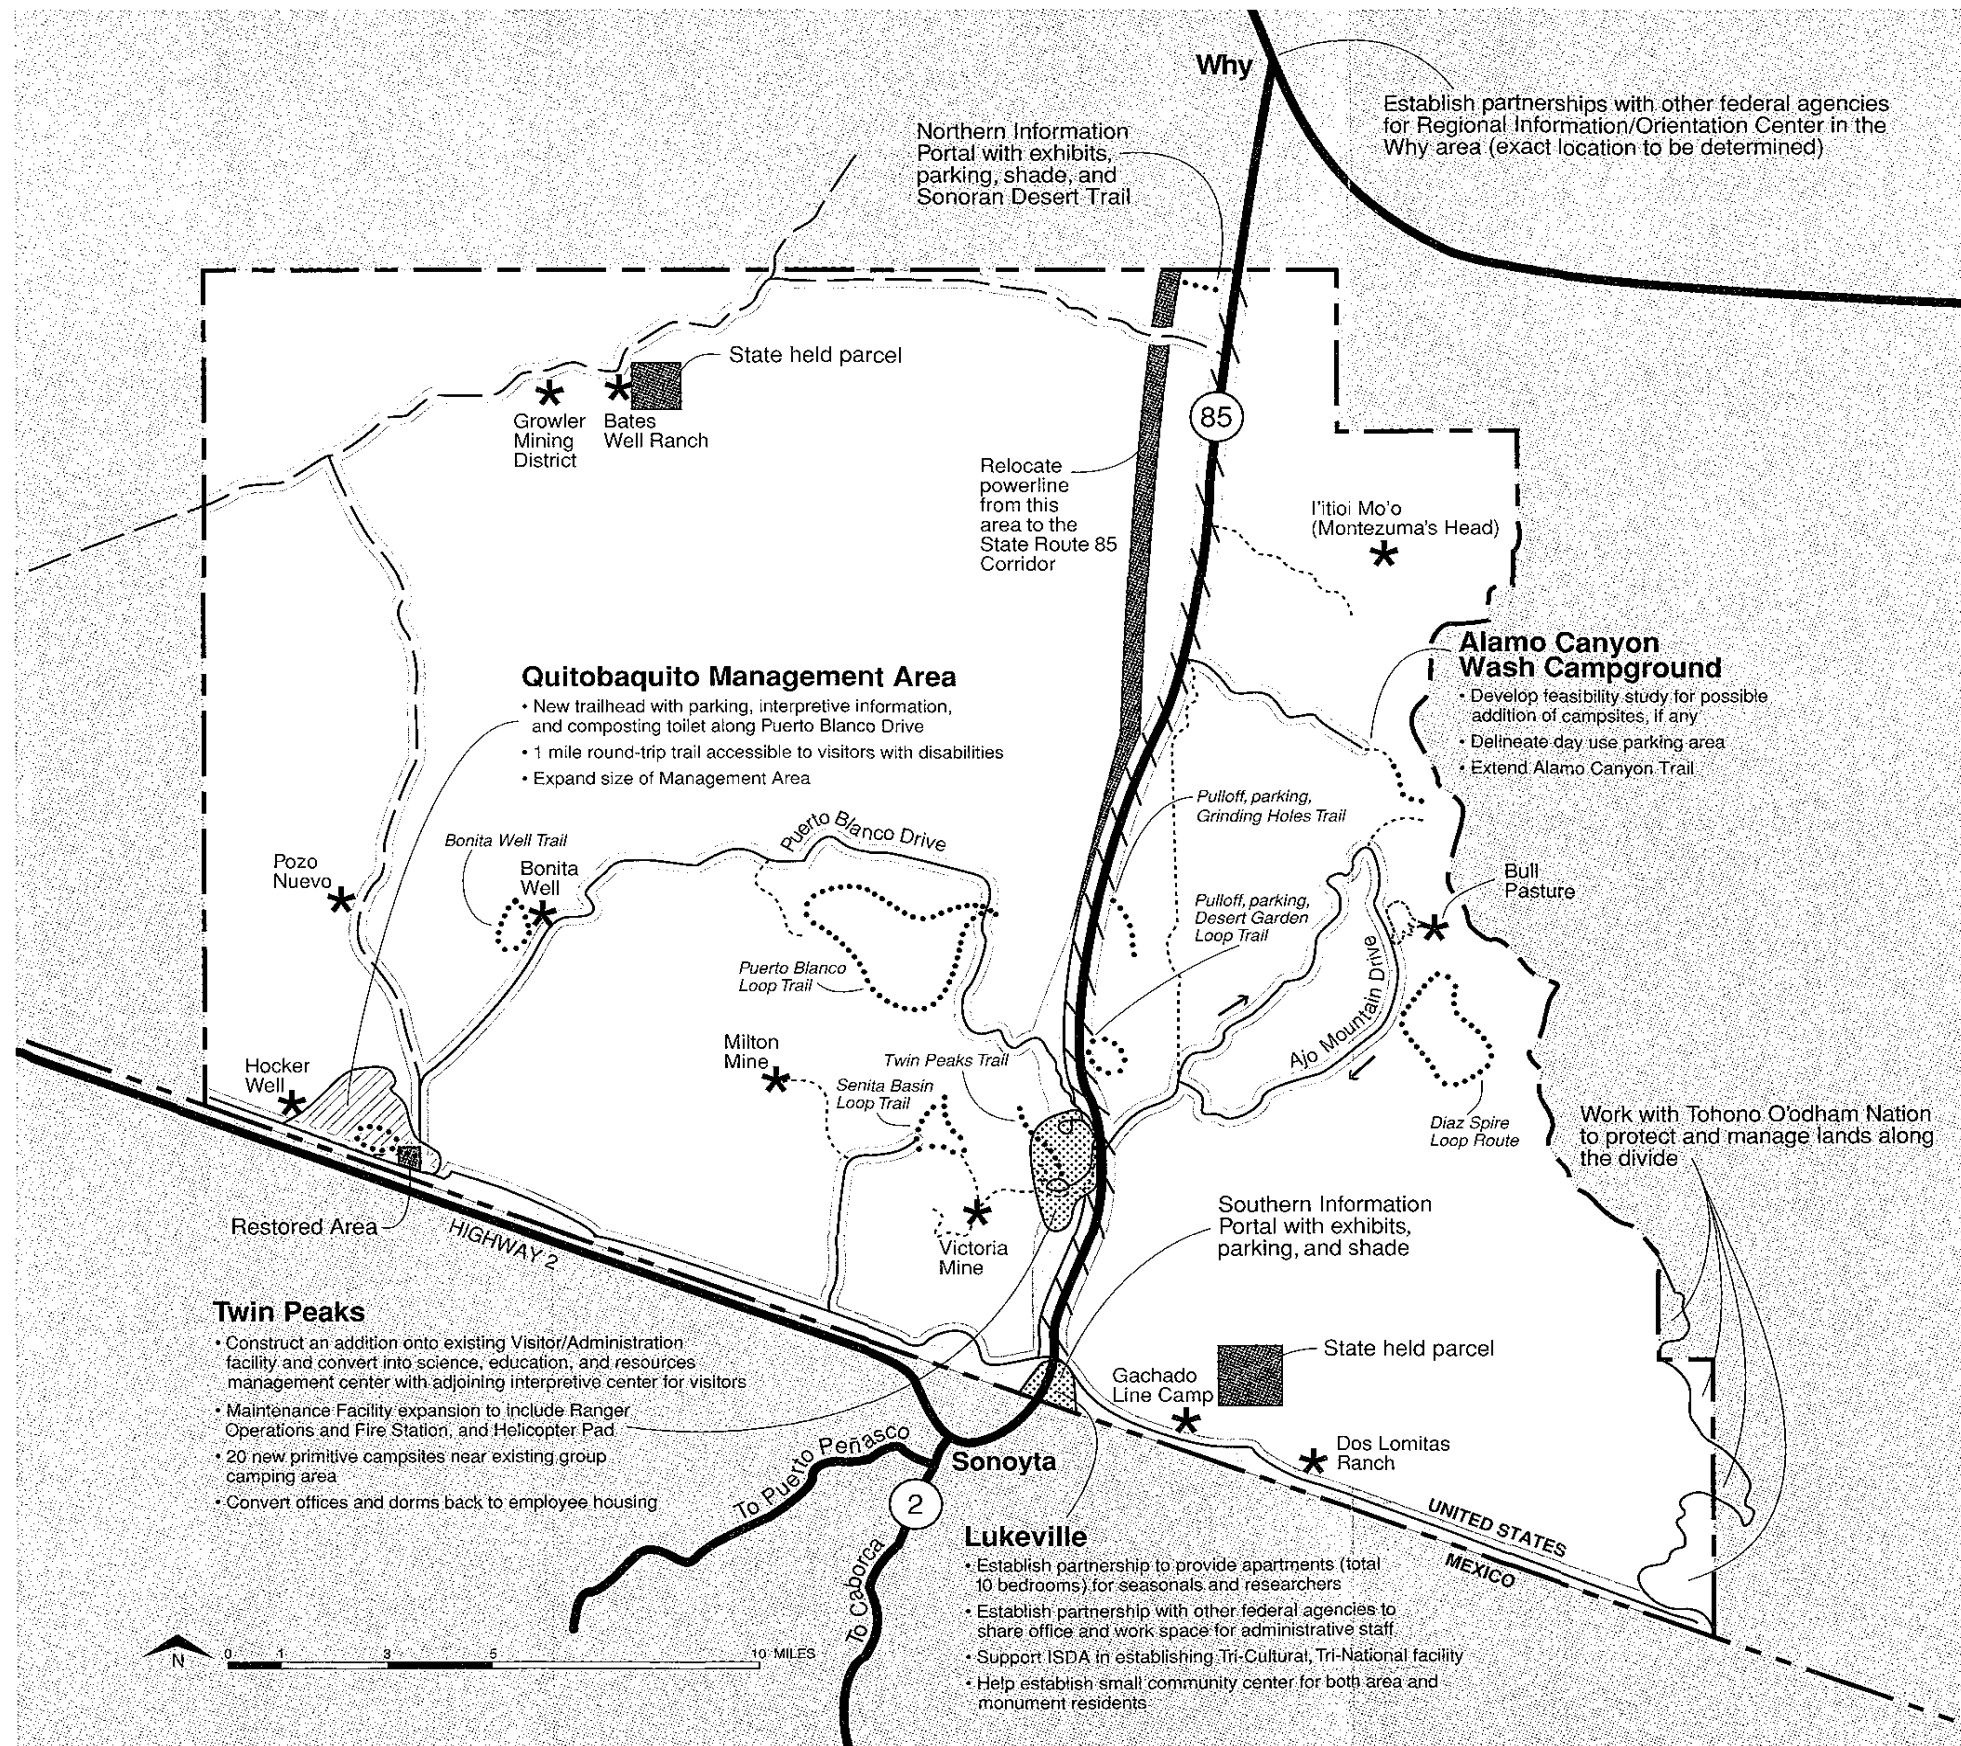 Why
Establish partnerships with other federal agencies
for Regional Information/Orientation Center in the
Why area (exact location to be determined)
Northern Information
Portal with exhibits,
parking, shade, and
Sonoran Desert Trail
State held parcel
Growler
Mining
District
Bates
Well Ranch
85
Relocate
powerline
from this
area to the
State Route 85
Corridor
I'itioi Mo'o
(Montezuma's Head)
Alamo Canyon
Wash Campground
• Develop feasibility study for possible
addition of campsites, if any
• Delineate day use parking area
• Extend Alamo Canyon Trail
Quitobaquito Management Area
• New trailhead with parking, interpretive information,
and composting toilet along Puerto Blanco Drive
• 1 mile round-trip trail accessible to visitors with disabilities
• Expand size of Management Area
Pulloff, parking,
Grinding Holes Trail
Puerto Blanco Drive
Bonita Well Trail
Bonita
Well
Pozo
Nuevo
Bull
Pasture
Pulloff, parking,
Desert Garden
Loop Trail
Puerto Blanco
Loop Trail
Ajo Mountain Drive
Milton
Mine
Twin Peaks Trail
Senita Basin
Loop Trail
Hocker
Well
Diaz Spire
Loop Route
Work with Tohono O'odham Nation
to protect and manage lands along
the divide
Restored Area
HIGHWAY 2
Victoria
Mine
Southern Information
Portal with exhibits,
parking, and shade
Twin Peaks
• Construct an addition onto existing Visitor/Administration
facility and convert into science, education, and resources
management center with adjoining interpretive center for visitors
• Maintenance Facility expansion to include Ranger
Operations and Fire Station, and Helicopter Pad
• 20 new primitive campsites near existing group
camping area
• Convert offices and dorms back to employee housing
State held parcel
Gachado
Line Camp
Dos Lomitas
Ranch
To Puerto Peñasco
Sonoyta
2
To Caborca
UNITED STATES
MEXICO
Lukeville
• Establish partnership to provide apartments (total
10 bedrooms) for seasonals and researchers
• Establish partnership with other federal agencies to
share office and work space for administrative staff
• Support ISDA in establishing Tri-Cultural, Tri-National facility
• Help establish small community center for both area and
monument residents
N
0 1 3 5 10 MILES